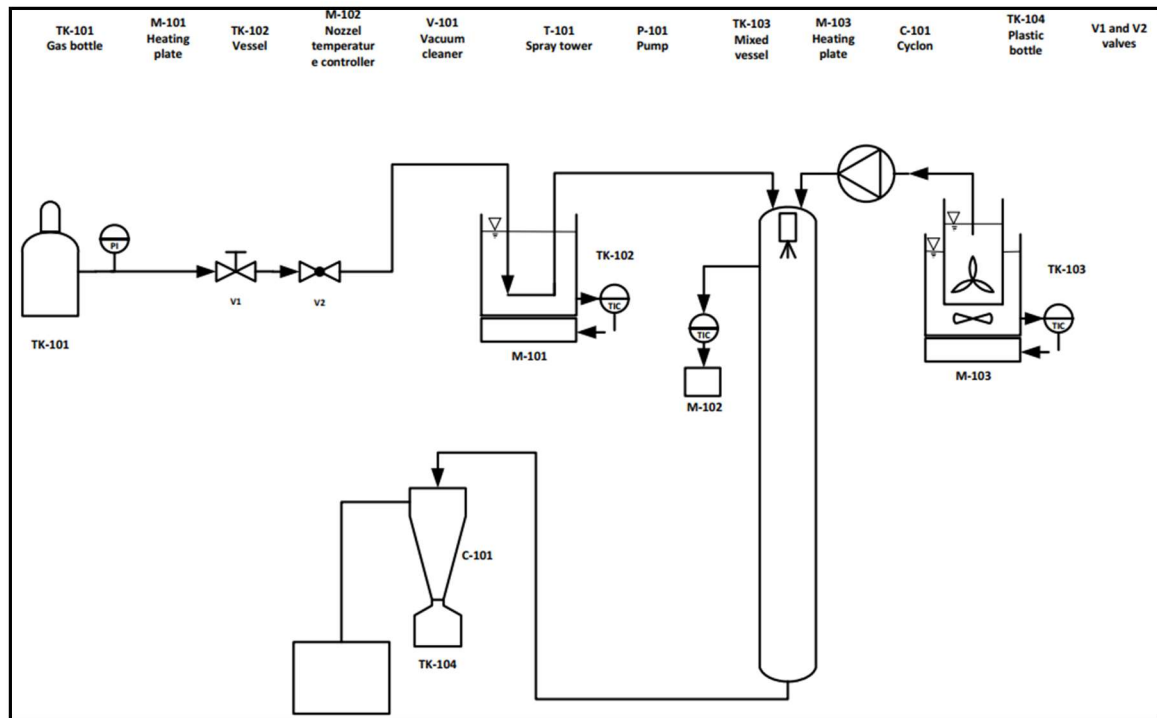 TK-101
Gas bottle
M-101
Heating
plate
TK-102
Vessel
M-102
Nozzel
temperatur
e controller
V-101
Vacuum
cleaner
T-101
Spray tower
P-101
Pump
TK-103
Mixed
vessel
M-103
Heating
plate
C-101
Cyclon
TK-104
Plastic
bottle
V1 and V2
valves
PI
V1
V2
TK-101
TK-102
TIC
M-101
TIC
M-102
TK-103
TIC
M-103
C-101
TK-104